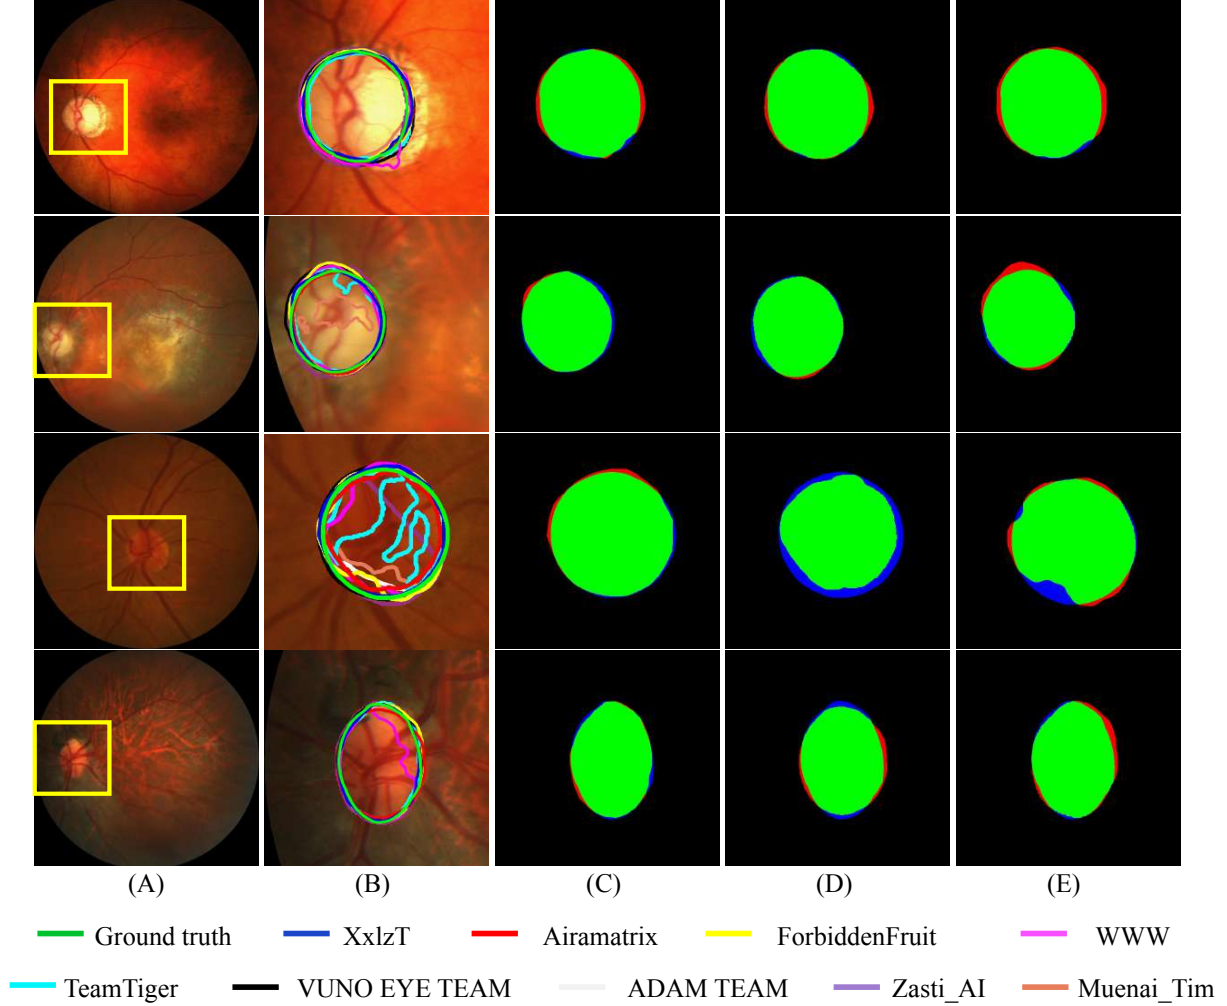 (A) (B) (C) (D) (E)
Ground truth XxlzT Airamatrix ForbiddenFruit WWW
TeamTiger VUNO EYE TEAM ADAM TEAM Zasti_AI Muenai_Tim